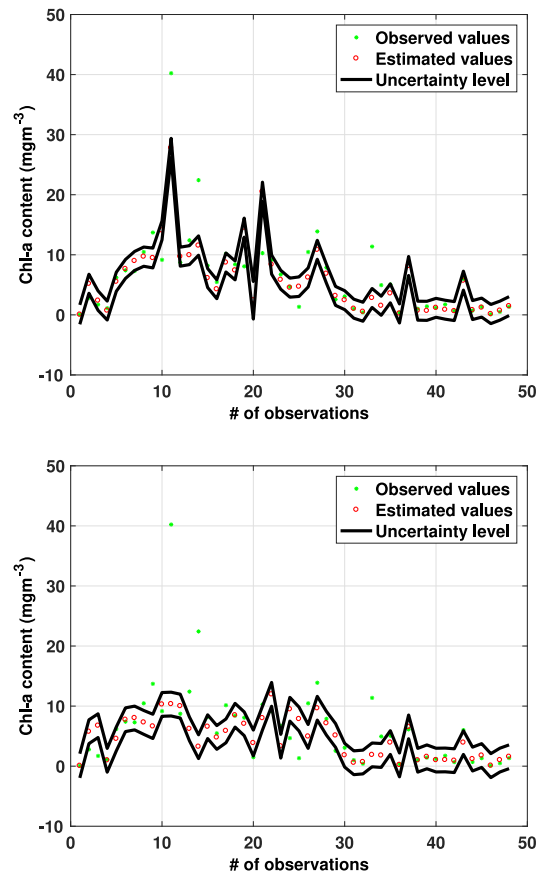 50
40
30
20
10
0
-10
Chl-a content (mgm-3)
Observed values
Estimated values
Uncertainty level
0 10 20 30 40 50
# of observations
50
40
30
20
10
0
-10
Chl-a content (mgm-3)
Observed values
Estimated values
Uncertainty level
0 10 20 30 40 50
# of observations